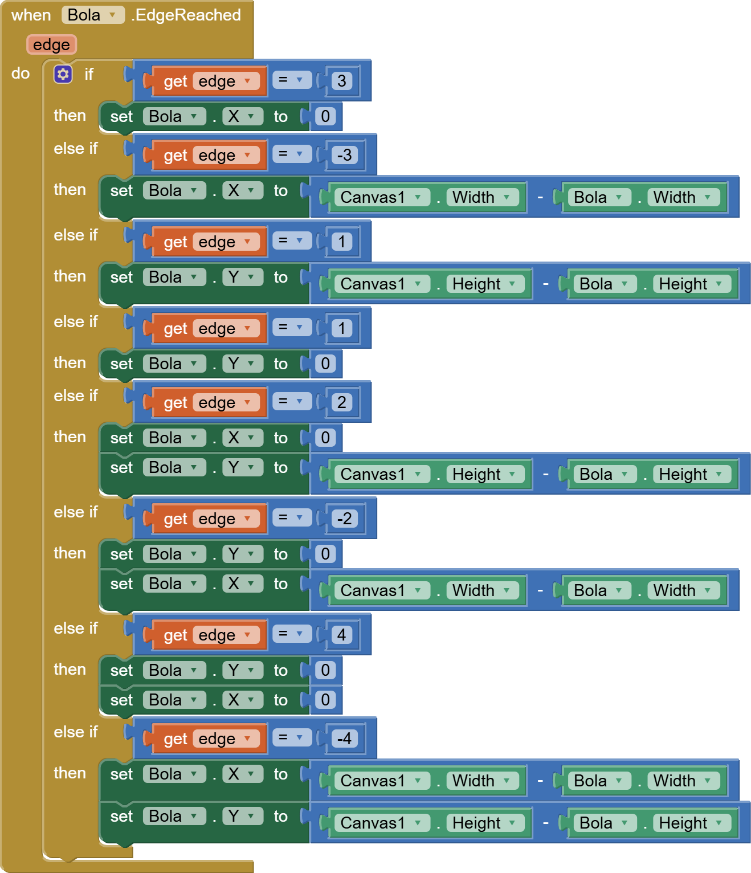 when Bola .EdgeReached
edge
do if get edge = 3
then set Bola . X to 0
else if get edge = -3
then set Bola . X to Canvas1 . Width - Bola . Width
else if get edge = 1
then set Bola . Y to Canvas1 . Height - Bola . Height
else if get edge = 1
then set Bola . Y to 0
else if get edge = 2
then set Bola . X to 0
set Bola . Y to Canvas1 . Height - Bola . Height
else if get edge = -2
then set Bola . Y to 0
set Bola . X to Canvas1 . Width - Bola . Width
else if get edge = 4
then set Bola . Y to 0
set Bola . X to 0
else if get edge = -4
then set Bola . X to Canvas1 . Width - Bola . Width
set Bola . Y to Canvas1 . Height - Bola . Height